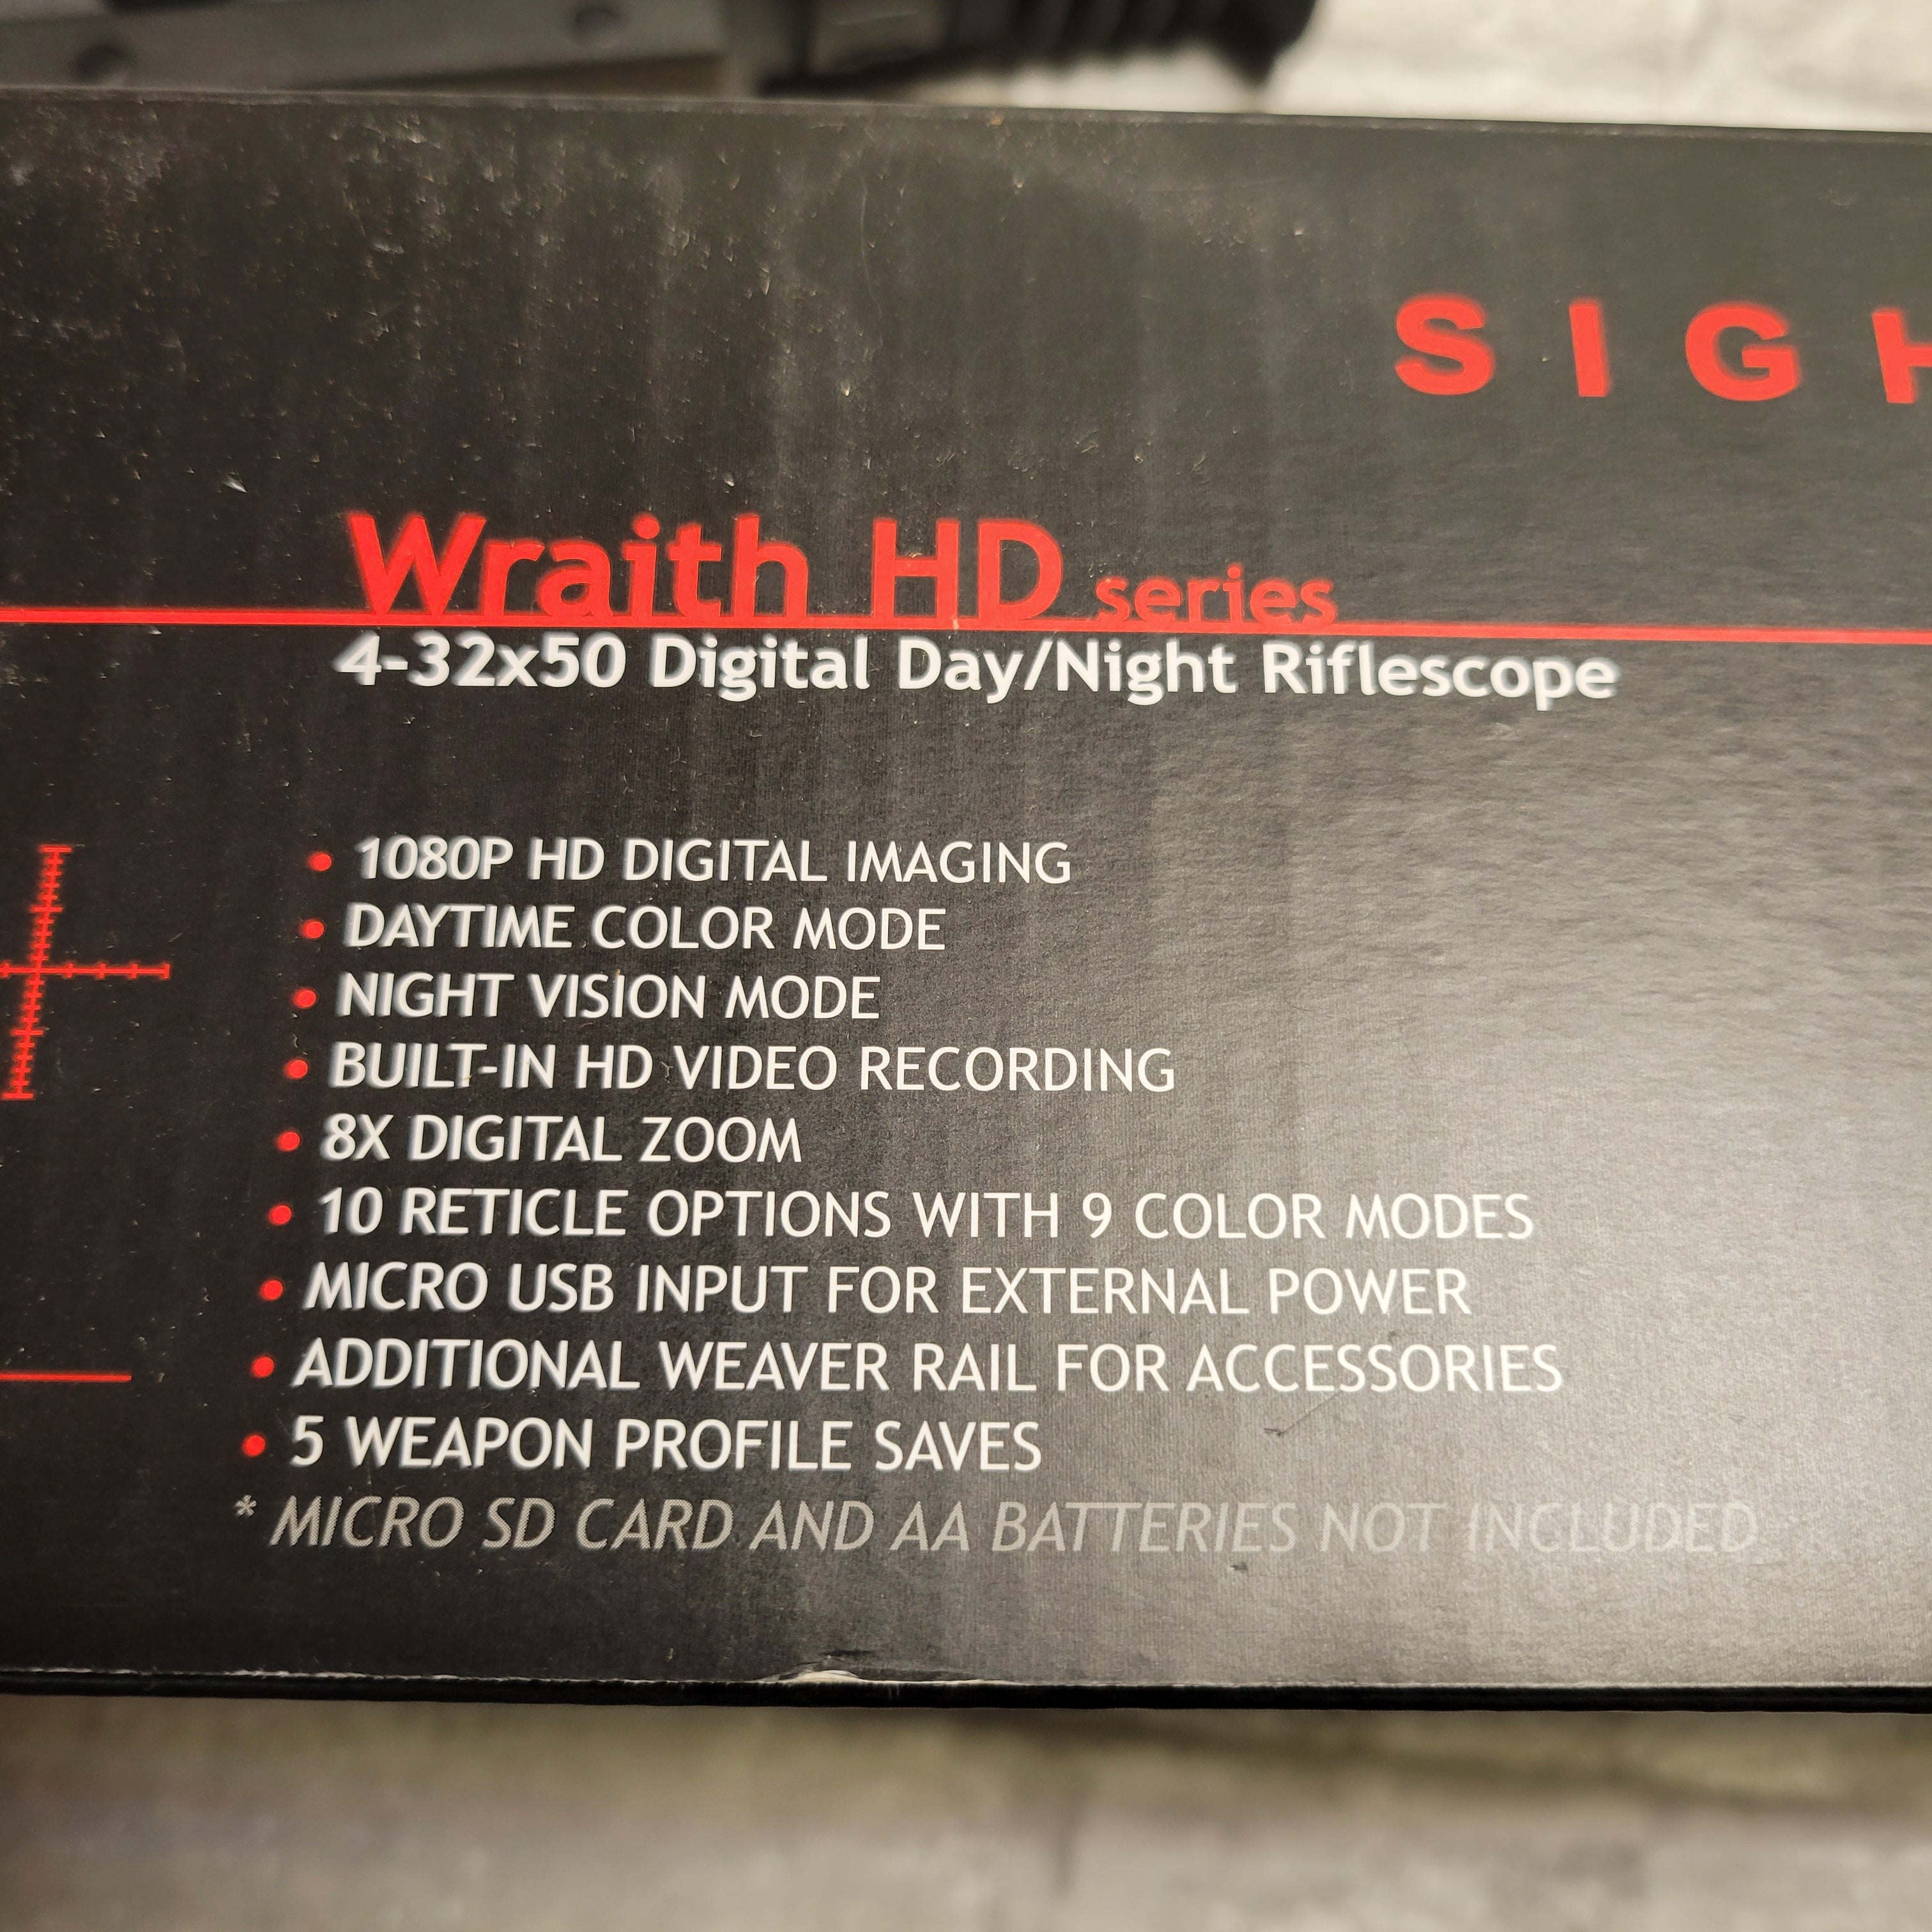 SIGH
Wraith HD series
4-32x50 Digital Day/Night Riflescope
• 1080P HD DIGITAL IMAGING
• DAYTIME COLOR MODE
• NIGHT VISION MODE
• BUILT-IN HD VIDEO RECORDING
• 8X DIGITAL ZOOM
• 10 RETICLE OPTIONS WITH 9 COLOR MODES
• MICRO USB INPUT FOR EXTERNAL POWER
• ADDITIONAL WEAVER RAIL FOR ACCESSORIES
• 5 WEAPON PROFILE SAVES
* MICRO SD CARD AND AA BATTERIES NOT INCLUDED